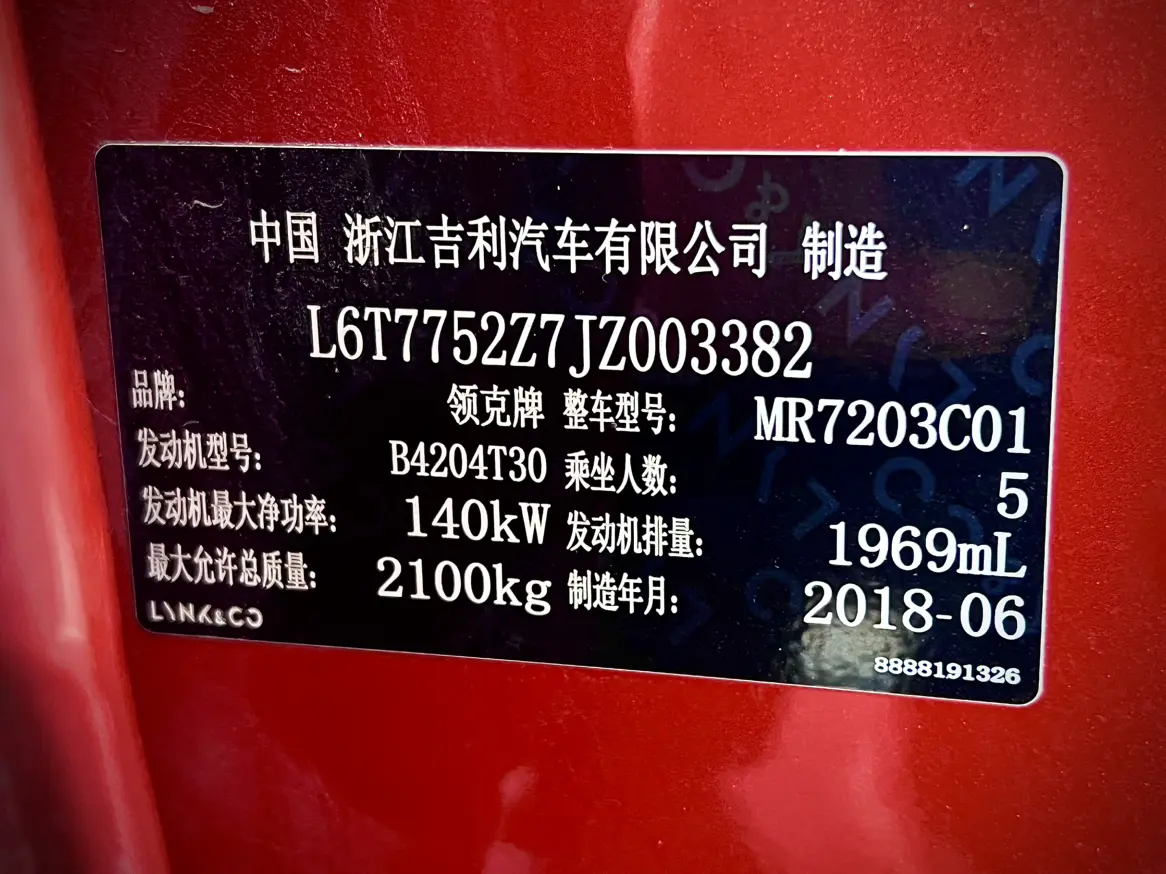 中国 浙江吉利汽车有限公司 制造
L6T7752Z7JZ003382
品牌: 领克牌 整车型号: MR7203C01
发动机型号: B4204T30 乘坐人数: 5
发动机最大净功率: 140kW 发动机排量: 1969mL
最大允许总质量: 2100kg 制造年月: 2018-06
LYNK&CO
8888191326